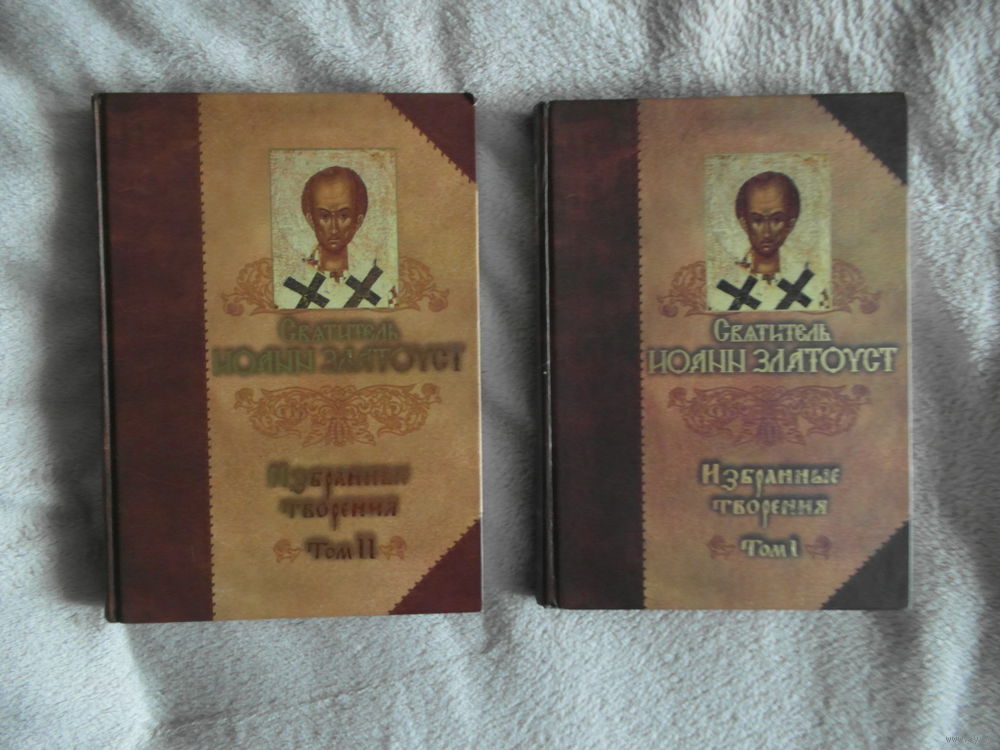 Святитель
ИОАНН ЗЛАТОУСТ
Избранные
творения
Том II
Святитель
ИОАНН ЗЛАТОУСТ
Избранные
творения
Том I